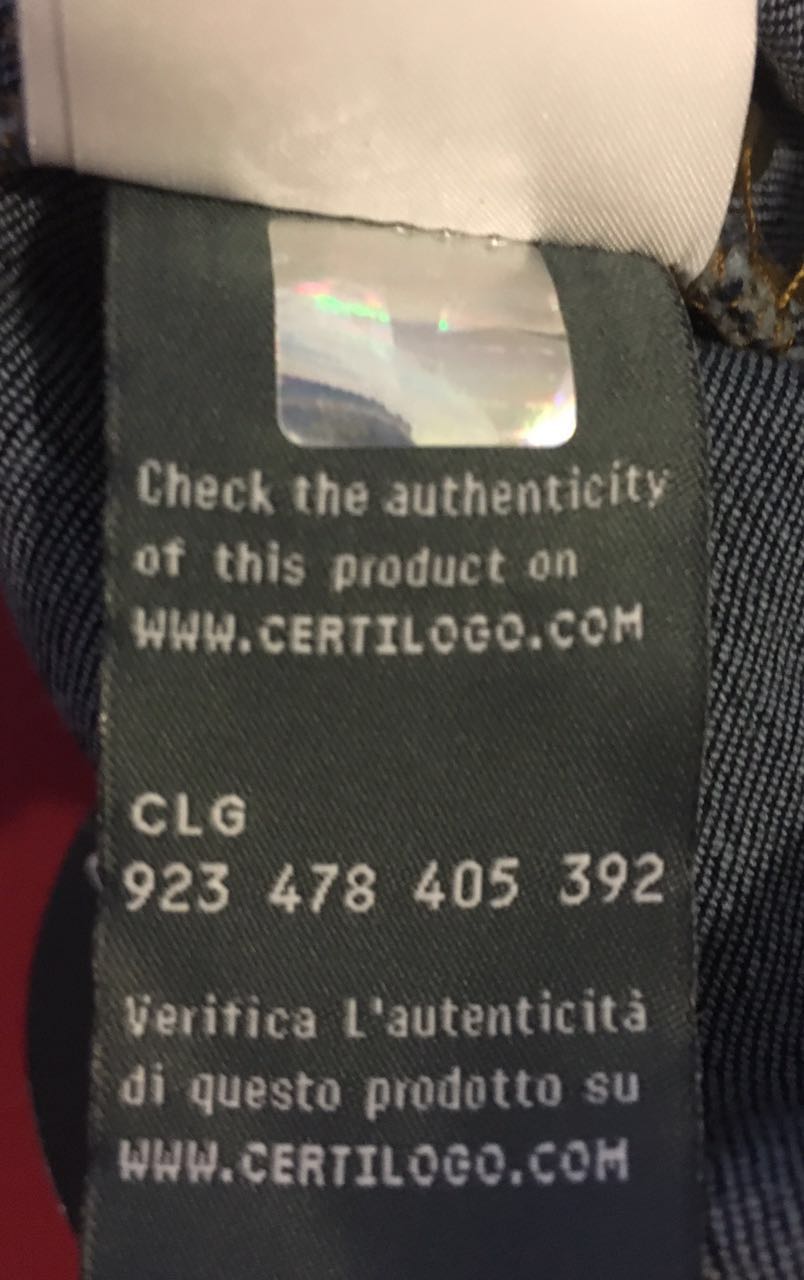 Check the authenticity
of this product on
WWW.CERTILOGO.COM
CLG
923 478 405 392
Verifica L'autenticità
di questo prodotto su
WWW.CERTILOGO.COM